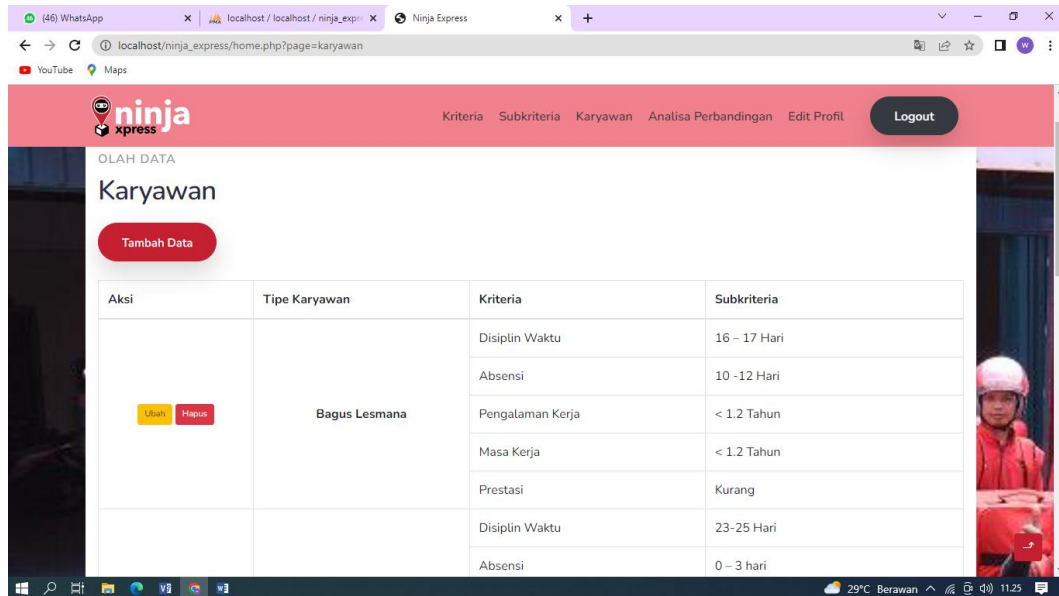 (46) WhatsApp
localhost / localhost / ninja_expre
Ninja Express
localhost/ninja_express/home.php?page=karyawan
W
YouTube Maps
ninja
xpress
Kriteria Subkriteria Karyawan Analisa Perbandingan Edit Profil Logout
OLAH DATA
Karyawan
Tambah Data
Aksi Tipe Karyawan Kriteria Subkriteria
Disiplin Waktu 16 – 17 Hari
Absensi 10 -12 Hari
Ubah Hapus Bagus Lesmana Pengalaman Kerja < 1.2 Tahun
Masa Kerja < 1.2 Tahun
Prestasi Kurang
Disiplin Waktu 23-25 Hari
Absensi 0 – 3 hari
29°C Berawan 11.25